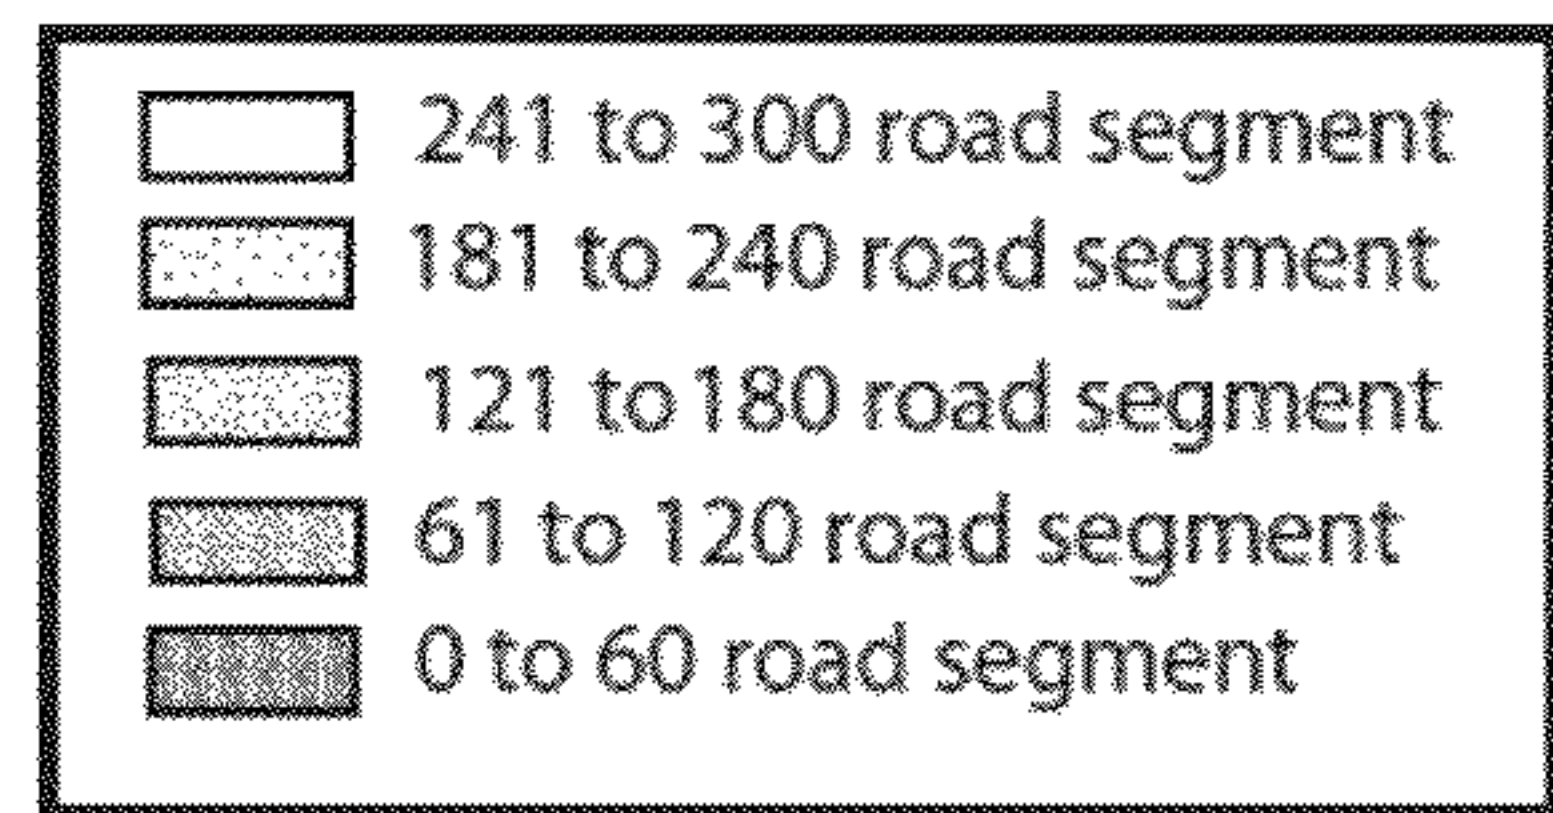 241 to 300 road segment
181 to 240 road segment
121 to 180 road segment
61 to 120 road segment
0 to 60 road segment